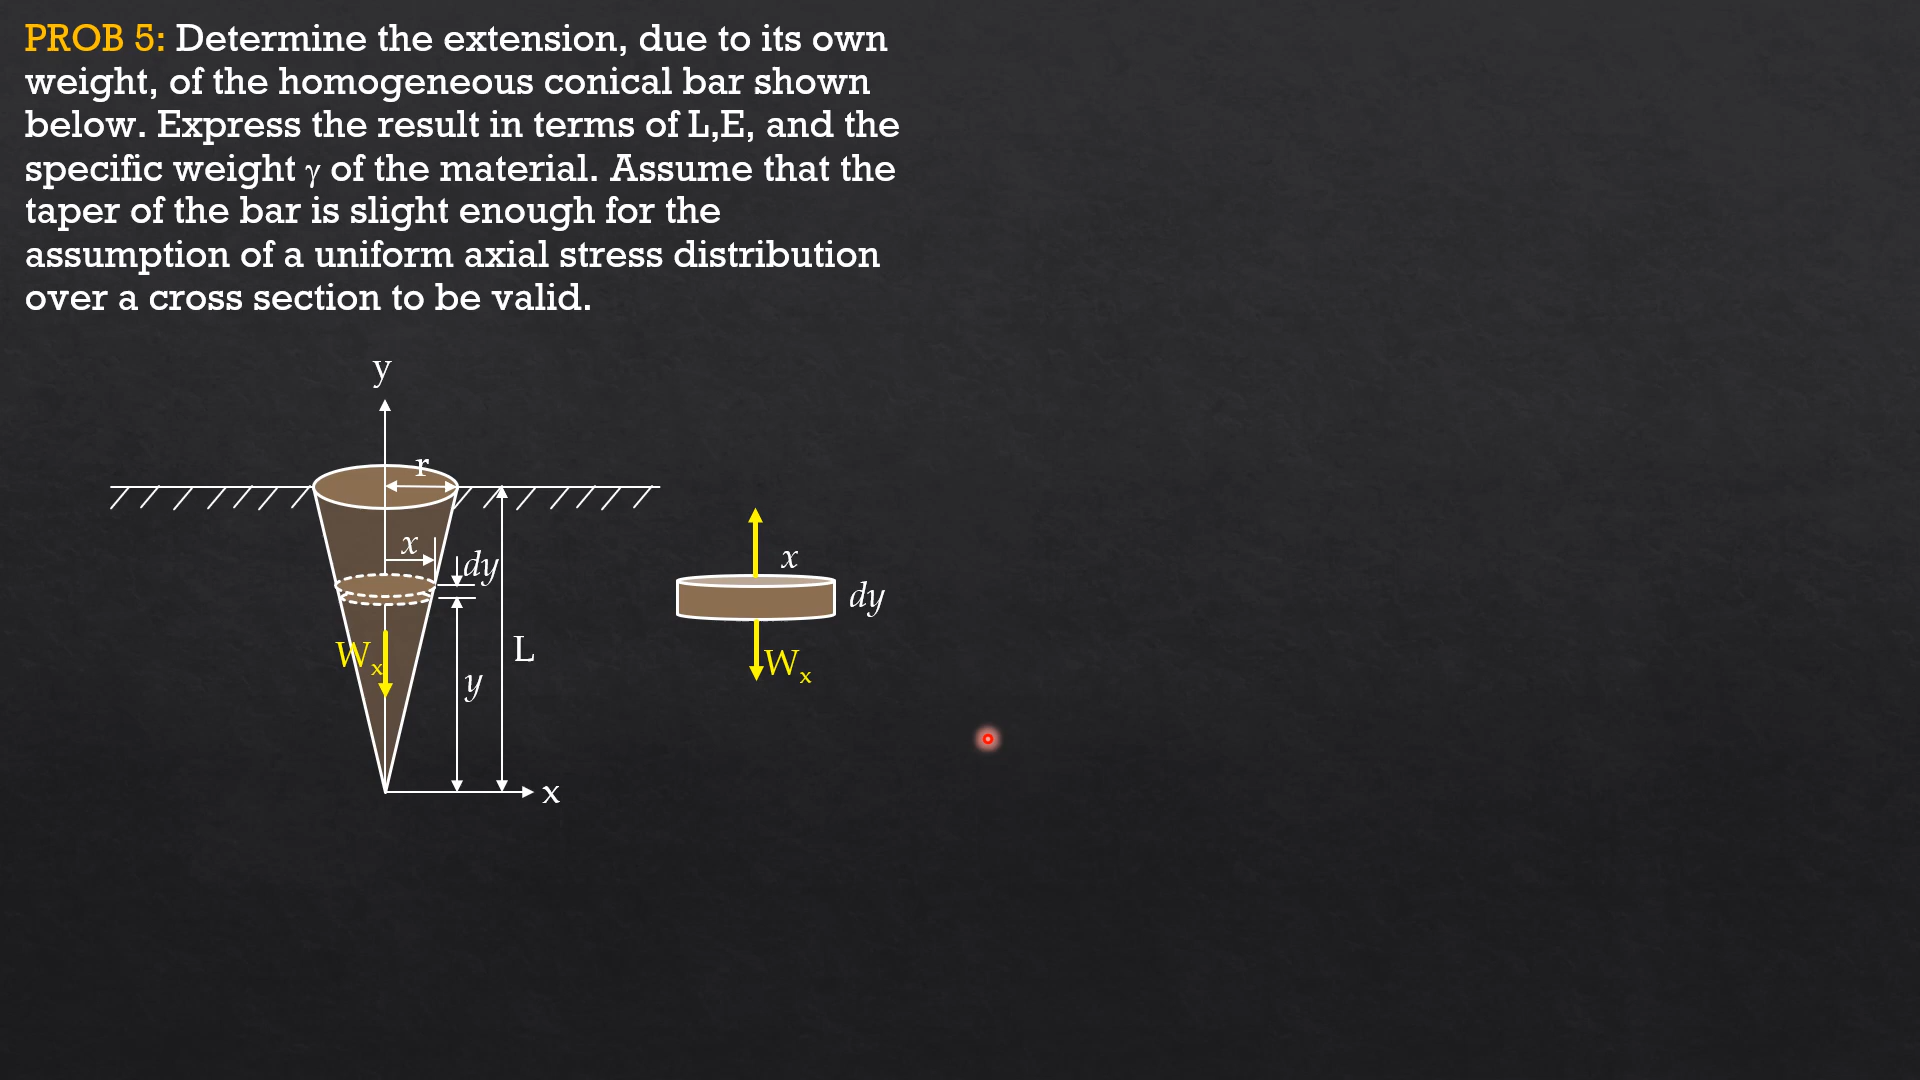 PROB 5: Determine the extension, due to its own
weight, of the homogeneous conical bar shown
below. Express the result in terms of L,E, and the
specific weight γ of the material. Assume that the
taper of the bar is slight enough for the
assumption of a uniform axial stress distribution
over a cross section to be valid.
y
r
x
dy
x
dy
Wx
L
Wx
y
x